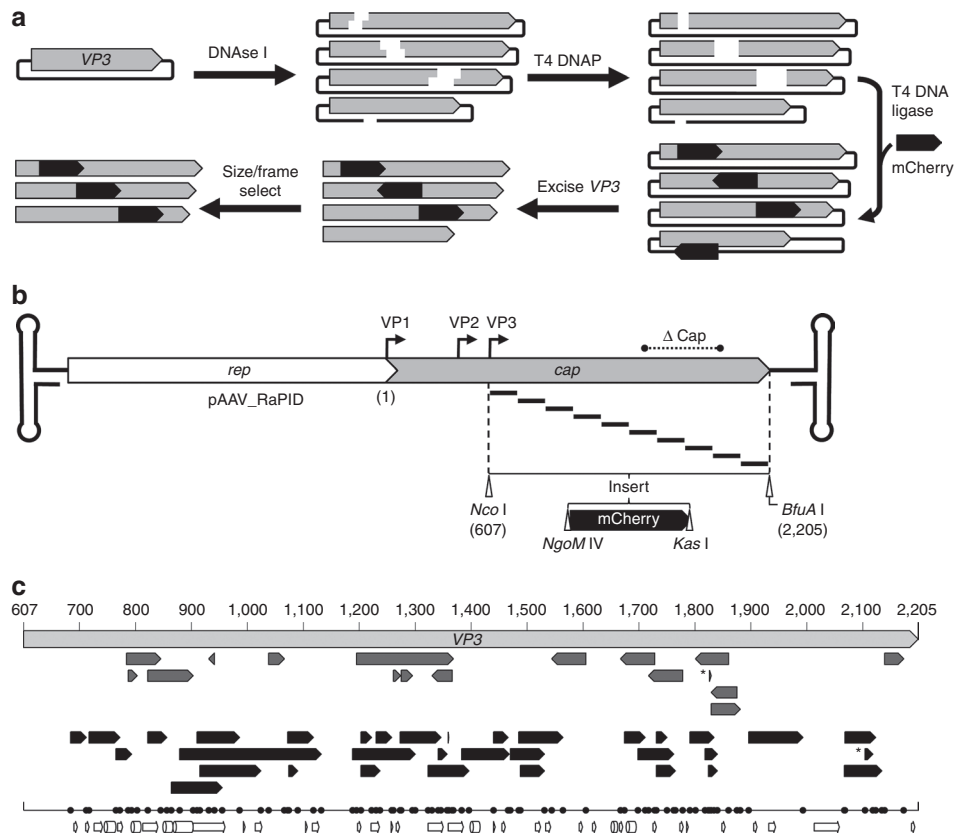 a
VP3
DNAse I
T4 DNAP
T4 DNA
ligase
mCherry
Excise VP3
Size/frame
select
b
VP1
VP2
VP3
Δ Cap
rep
cap
pAAV_RaPID
(1)
Insert
Nco I
(607)
mCherry
NgoM IV
Kas I
BfuA I
(2,205)
c
607
700
800
900
1,000
1,100
1,200
1,300
1,400
1,500
1,600
1,700
1,800
1,900
2,000
2,100
2,205
VP3
*
*